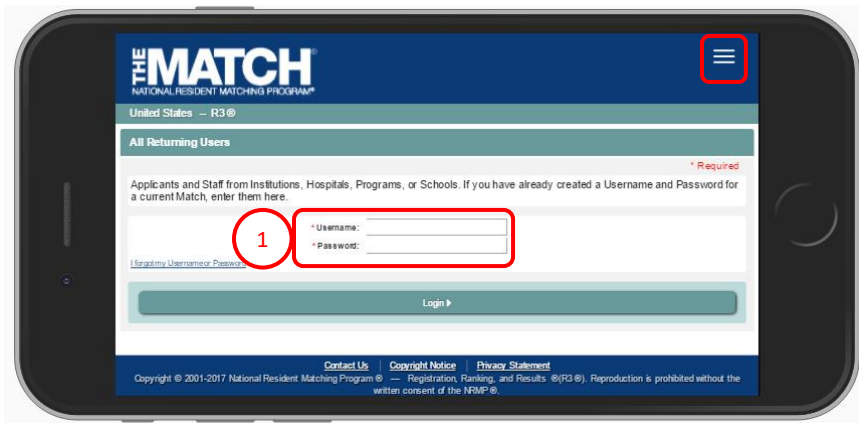 THE MATCH®
NATIONAL RESIDENT MATCHING PROGRAM®
United States – R3®
All Returning Users
* Required
Applicants and Staff from Institutions, Hospitals, Programs, or Schools. If you have already created a Username and Password for
a current Match, enter them here.
1
* Username:
* Password:
I forgot my Username or Password
Login
Contact Us | Copyright Notice | Privacy Statement
Copyright © 2001-2017 National Resident Matching Program ® — Registration, Ranking, and Results ®(R3 ®). Reproduction is prohibited without the
written consent of the NRMP ®.